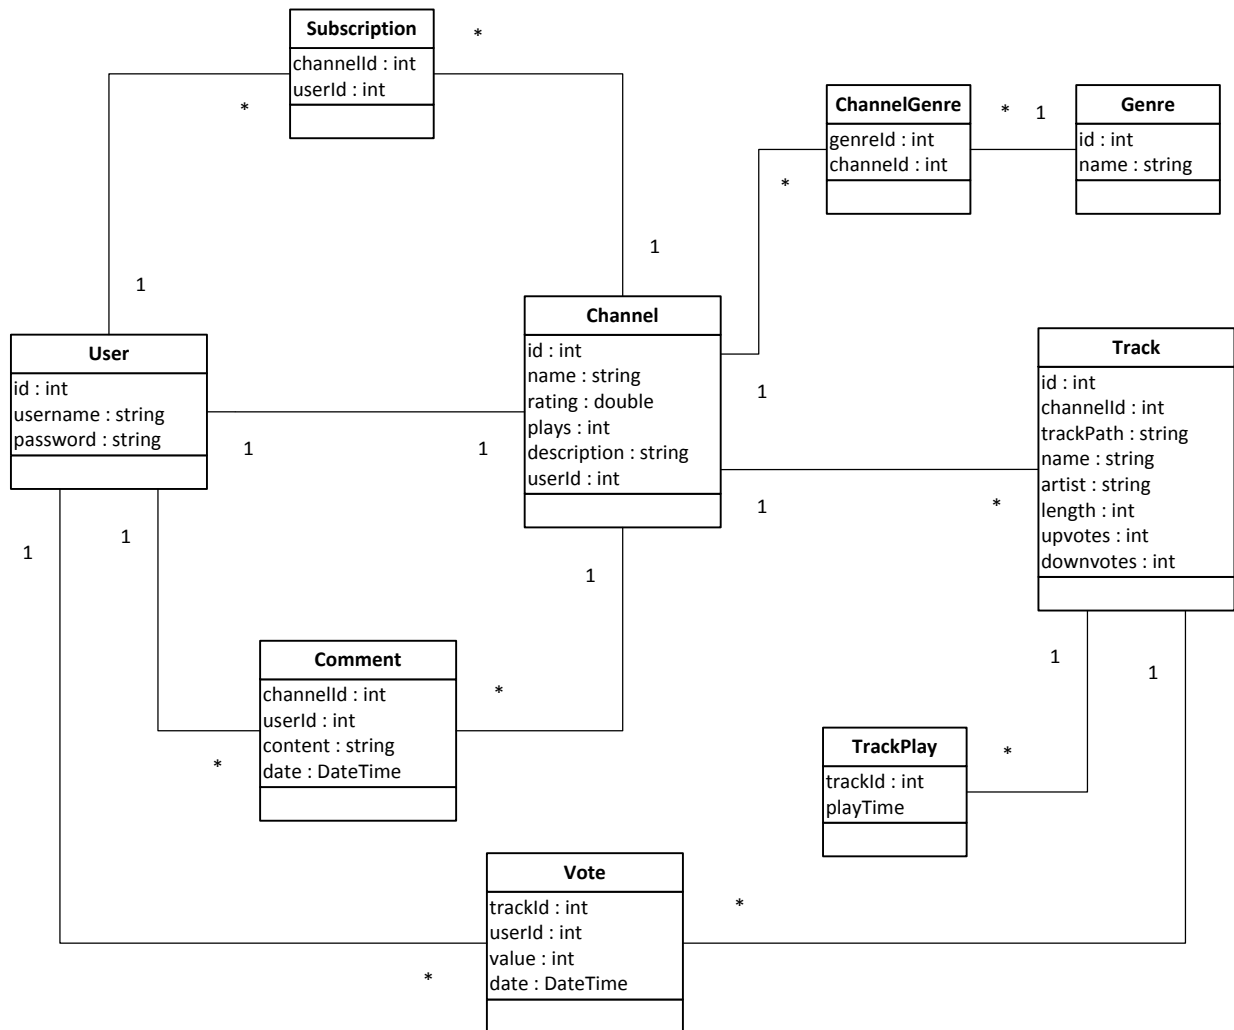 Subscription
channelId : int
userId : int
*
*
1
1
ChannelGenre
genreId : int
channeId : int
*
1
Genre
id : int
name : string
*
1
User
id : int
username : string
password : string
1
1
Channel
id : int
name : string
rating : double
plays : int
description : string
userId : int
1
*
Track
id : int
channelId : int
trackPath : string
name : string
artist : string
length : int
upvotes : int
downvotes : int
1
1
1
Comment
channelId : int
userId : int
content : string
date : DateTime
*
*
1
1
TrackPlay
trackId : int
playTime
*
Vote
trackId : int
userId : int
value : int
date : DateTime
*
*